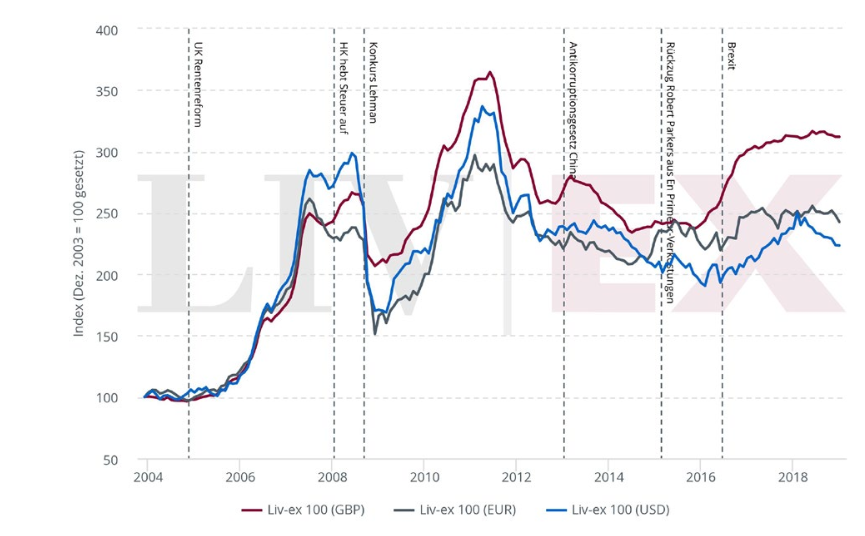 Index (Dez. 2003 = 100 gesetzt)
400
350
300
250
200
150
100
50
UK Rentenreform
HK hebt Steuer auf
Konkurs Lehman
Antikorruptionsgesetz China
Rückzug Robert Parkers aus En Primeur-Verkostungen
Brexit
LIV-EX
2004 2006 2008 2010 2012 2014 2016 2018
Liv-ex 100 (GBP) Liv-ex 100 (EUR) Liv-ex 100 (USD)